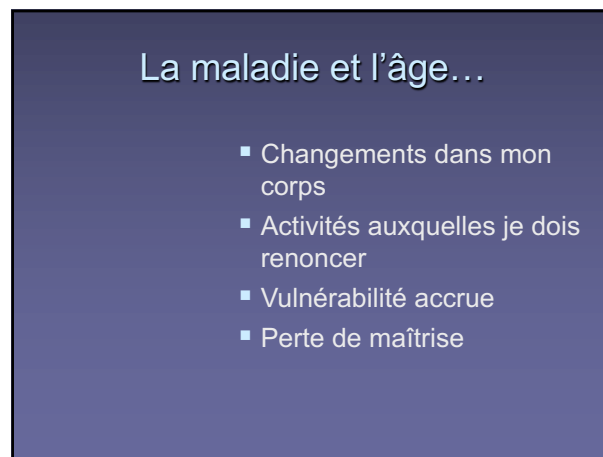 La maladie et l’âge…
▪ Changements dans mon
corps
▪ Activités auxquelles je dois
renoncer
▪ Vulnérabilité accrue
▪ Perte de maîtrise